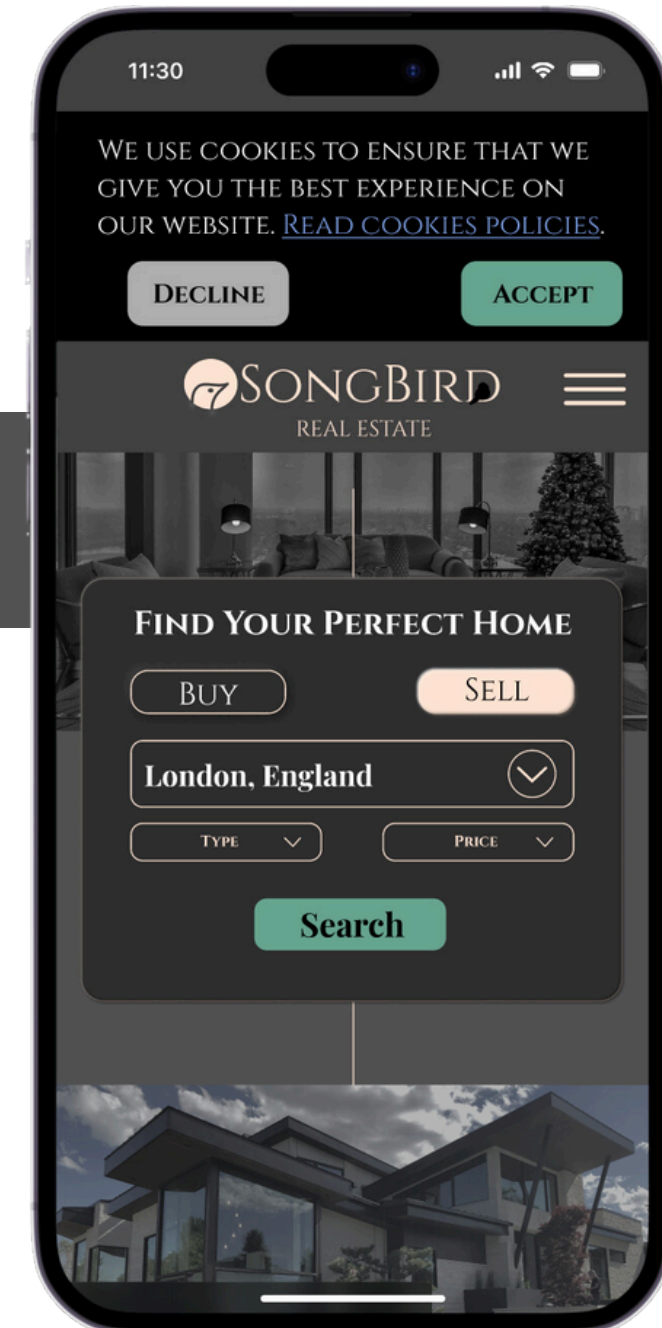 11:30
We use cookies to ensure that we
give you the best experience on
our website. Read cookies policies.
Decline Accept
SongBird
REAL ESTATE
Find Your Perfect Home
Buy Sell
London, England
Type Price
Search